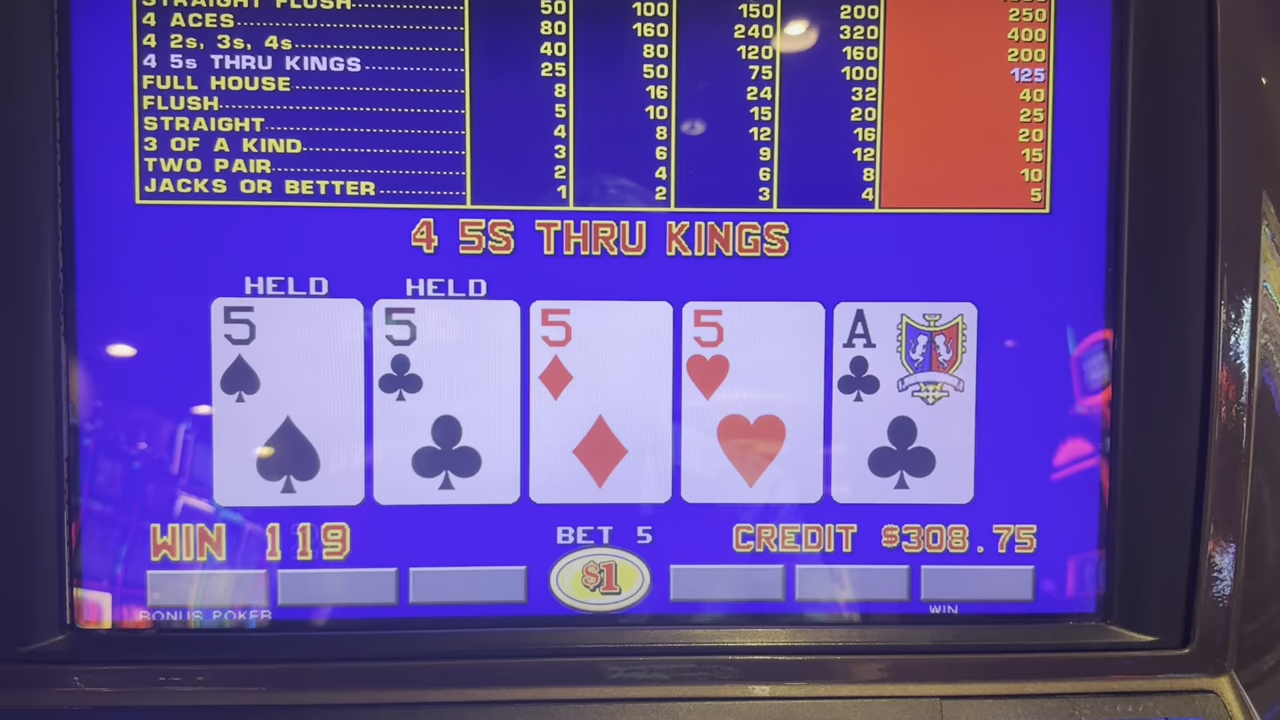 STRAIGHT FLUSH 50 100 150 200 250
4 ACES 80 160 240 320 400
4 2s, 3s, 4s 40 80 120 160 200
4 5s THRU KINGS 25 50 75 100 125
FULL HOUSE 8 16 24 32 40
FLUSH 5 10 15 20 25
STRAIGHT 4 8 12 16 20
3 OF A KIND 3 6 9 12 15
TWO PAIR 2 4 6 8 10
JACKS OR BETTER 1 2 3 4 5
4 5S THRU KINGS
HELD HELD
5 5 5 5 A
WIN 119 BET 5 CREDIT $308.75
$1
BONUS POKER WIN